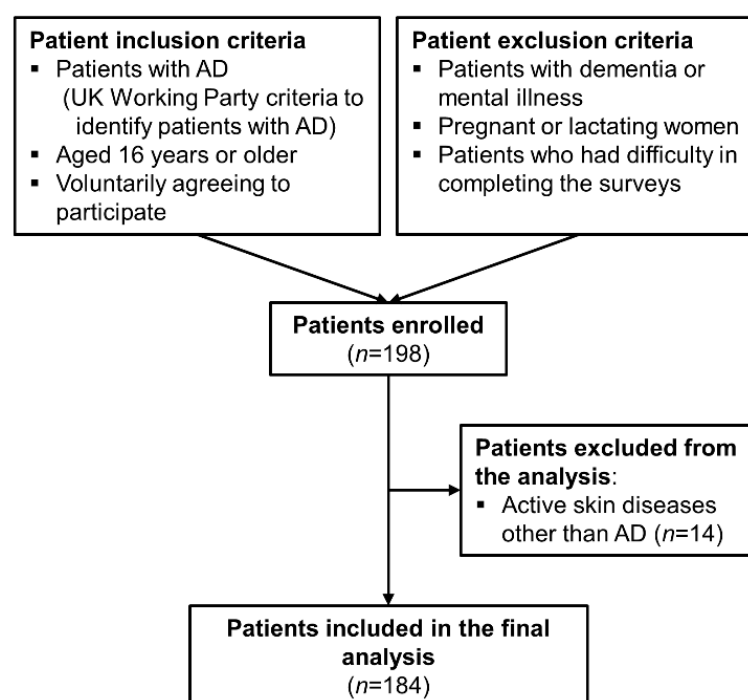 Patient inclusion criteria
▪ Patients with AD
(UK Working Party criteria to
identify patients with AD)
▪ Aged 16 years or older
▪ Voluntarily agreeing to
participate
Patient exclusion criteria
▪ Patients with dementia or
mental illness
▪ Pregnant or lactating women
▪ Patients who had difficulty in
completing the surveys
Patients enrolled
(n=198)
Patients excluded from
the analysis:
▪ Active skin diseases
other than AD (n=14)
Patients included in the final
analysis
(n=184)